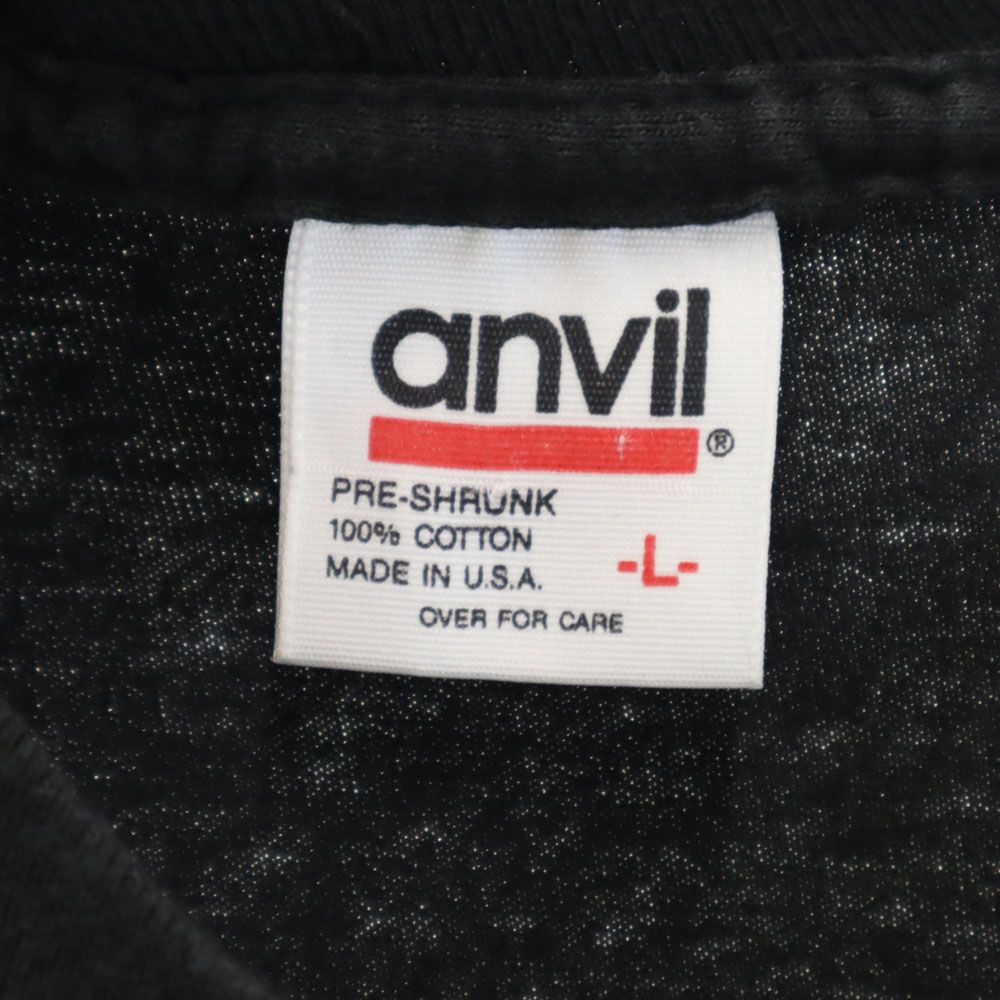 anvil
®
PRE-SHRUNK
100% COTTON
MADE IN U.S.A.
-L-
OVER FOR CARE